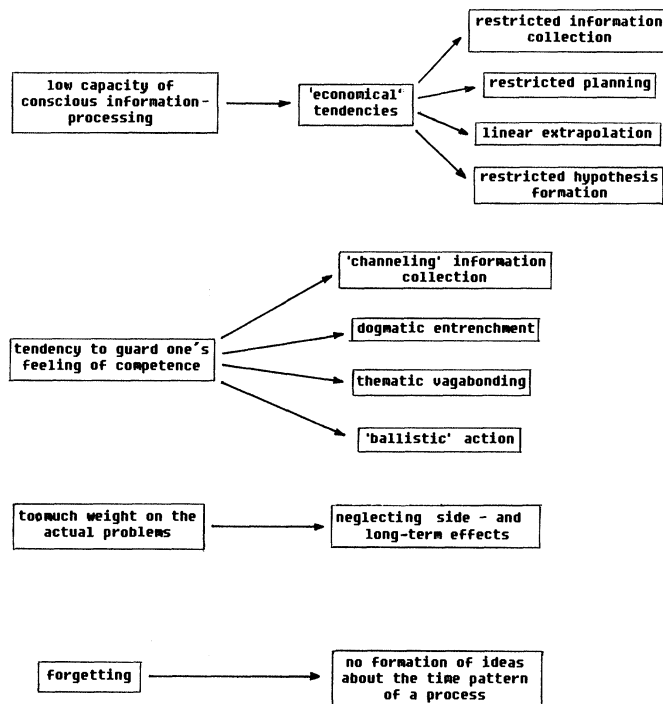 restricted information
collection
low capacity of
conscious information-
processing
'economical'
tendencies
restricted planning
linear extrapolation
restricted hypothesis
formation
'channeling' information
collection
tendency to guard one's
feeling of competence
dogmatic entrenchment
thematic vagabonding
'ballistic' action
toomuch weight on the
actual problems
neglecting side - and
long-term effects
forgetting
no formation of ideas
about the time pattern
of a process